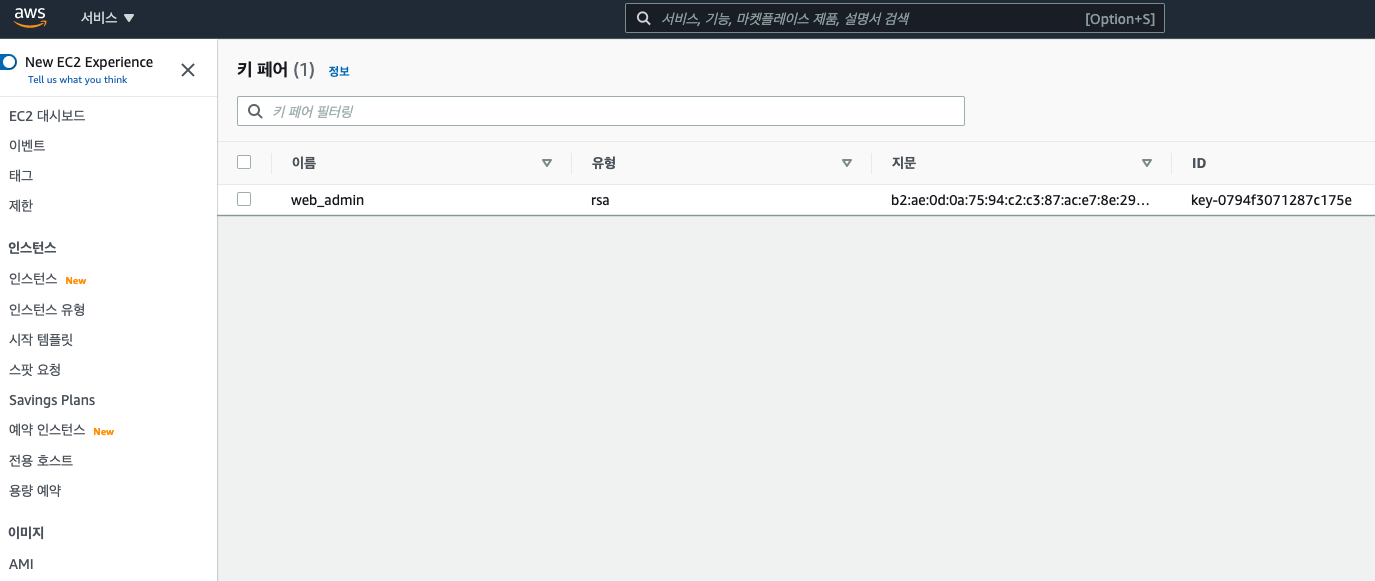 aws
서비스
서비스, 기능, 마켓플레이스 제품, 설명서 검색
[Option+S]
New EC2 Experience
Tell us what you think
EC2 대시보드
이벤트
태그
제한
인스턴스
인스턴스 New
인스턴스 유형
시작 템플릿
스팟 요청
Savings Plans
예약 인스턴스 New
전용 호스트
용량 예약
이미지
AMI
키 페어 (1) 정보
키 페어 필터링
이름 유형 지문 ID
web_admin rsa b2:ae:0d:0a:75:94:c2:c3:87:ac:e7:8e:29... key-0794f3071287c175e